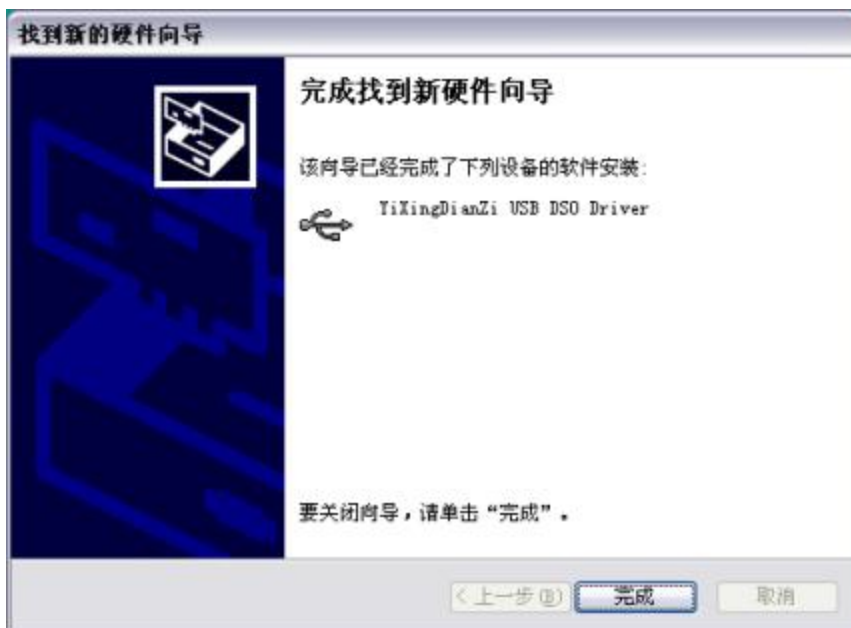 找到新的硬件向导
完成找到新硬件向导
该向导已经完成了下列设备的软件安装:
YiXingDianZi USB DSO Driver
要关闭向导，请单击“完成”。
<上一步(B)
完成
取消